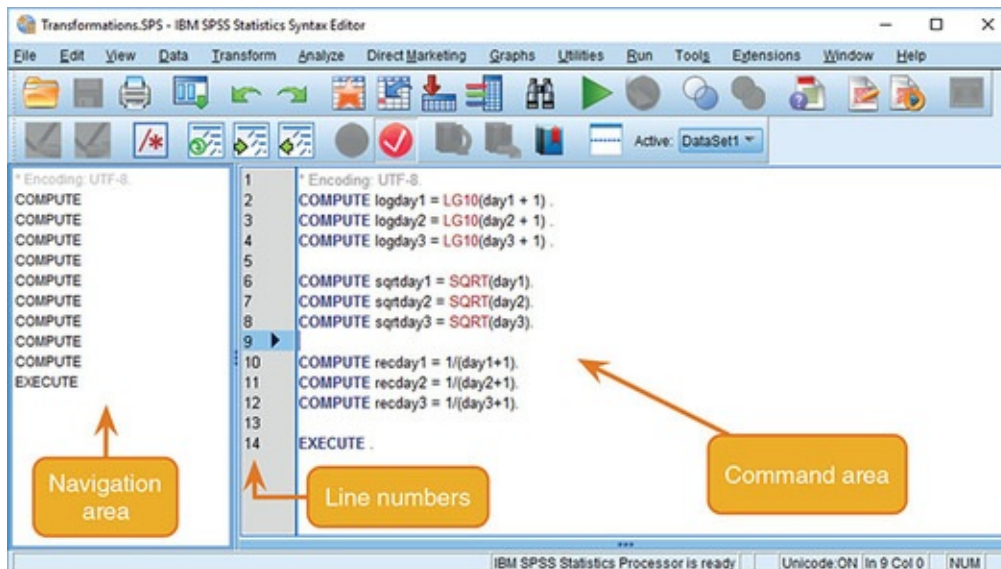 Transformations.SPS - IBM SPSS Statistics Syntax Editor
File Edit View Data Transform Analyze Direct Marketing Graphs Utilities Run Tools Extensions Window Help
Active: DataSet1
* Encoding: UTF-8.
COMPUTE
COMPUTE
COMPUTE
COMPUTE
COMPUTE
COMPUTE
COMPUTE
COMPUTE
COMPUTE
EXECUTE
1 * Encoding: UTF-8.
2 COMPUTE logday1 = LG10(day1 + 1) .
3 COMPUTE logday2 = LG10(day2 + 1) .
4 COMPUTE logday3 = LG10(day3 + 1) .
5
6 COMPUTE sqrtday1 = SQRT(day1).
7 COMPUTE sqrtday2 = SQRT(day2).
8 COMPUTE sqrtday3 = SQRT(day3).
9
10 COMPUTE recday1 = 1/(day1+1).
11 COMPUTE recday2 = 1/(day2+1).
12 COMPUTE recday3 = 1/(day3+1).
13
14 EXECUTE .
Navigation
area
Line numbers
Command area
IBM SPSS Statistics Processor is ready Unicode:ON In 9 Col 0 NUM